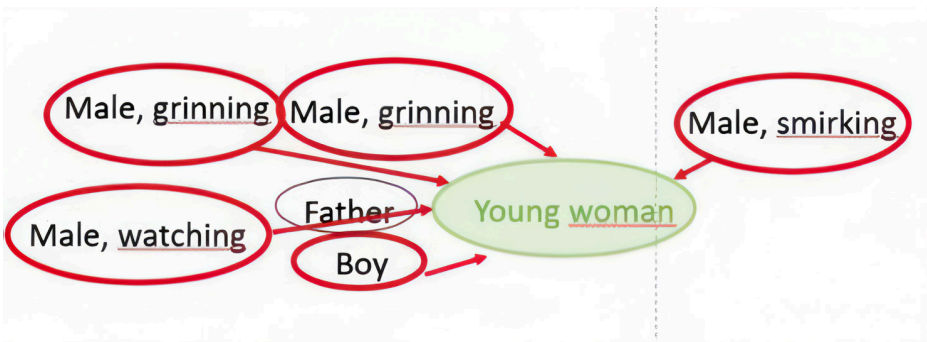 Male, grinning
Male, grinning
Male, smirking
Father
Young woman
Male, watching
Boy